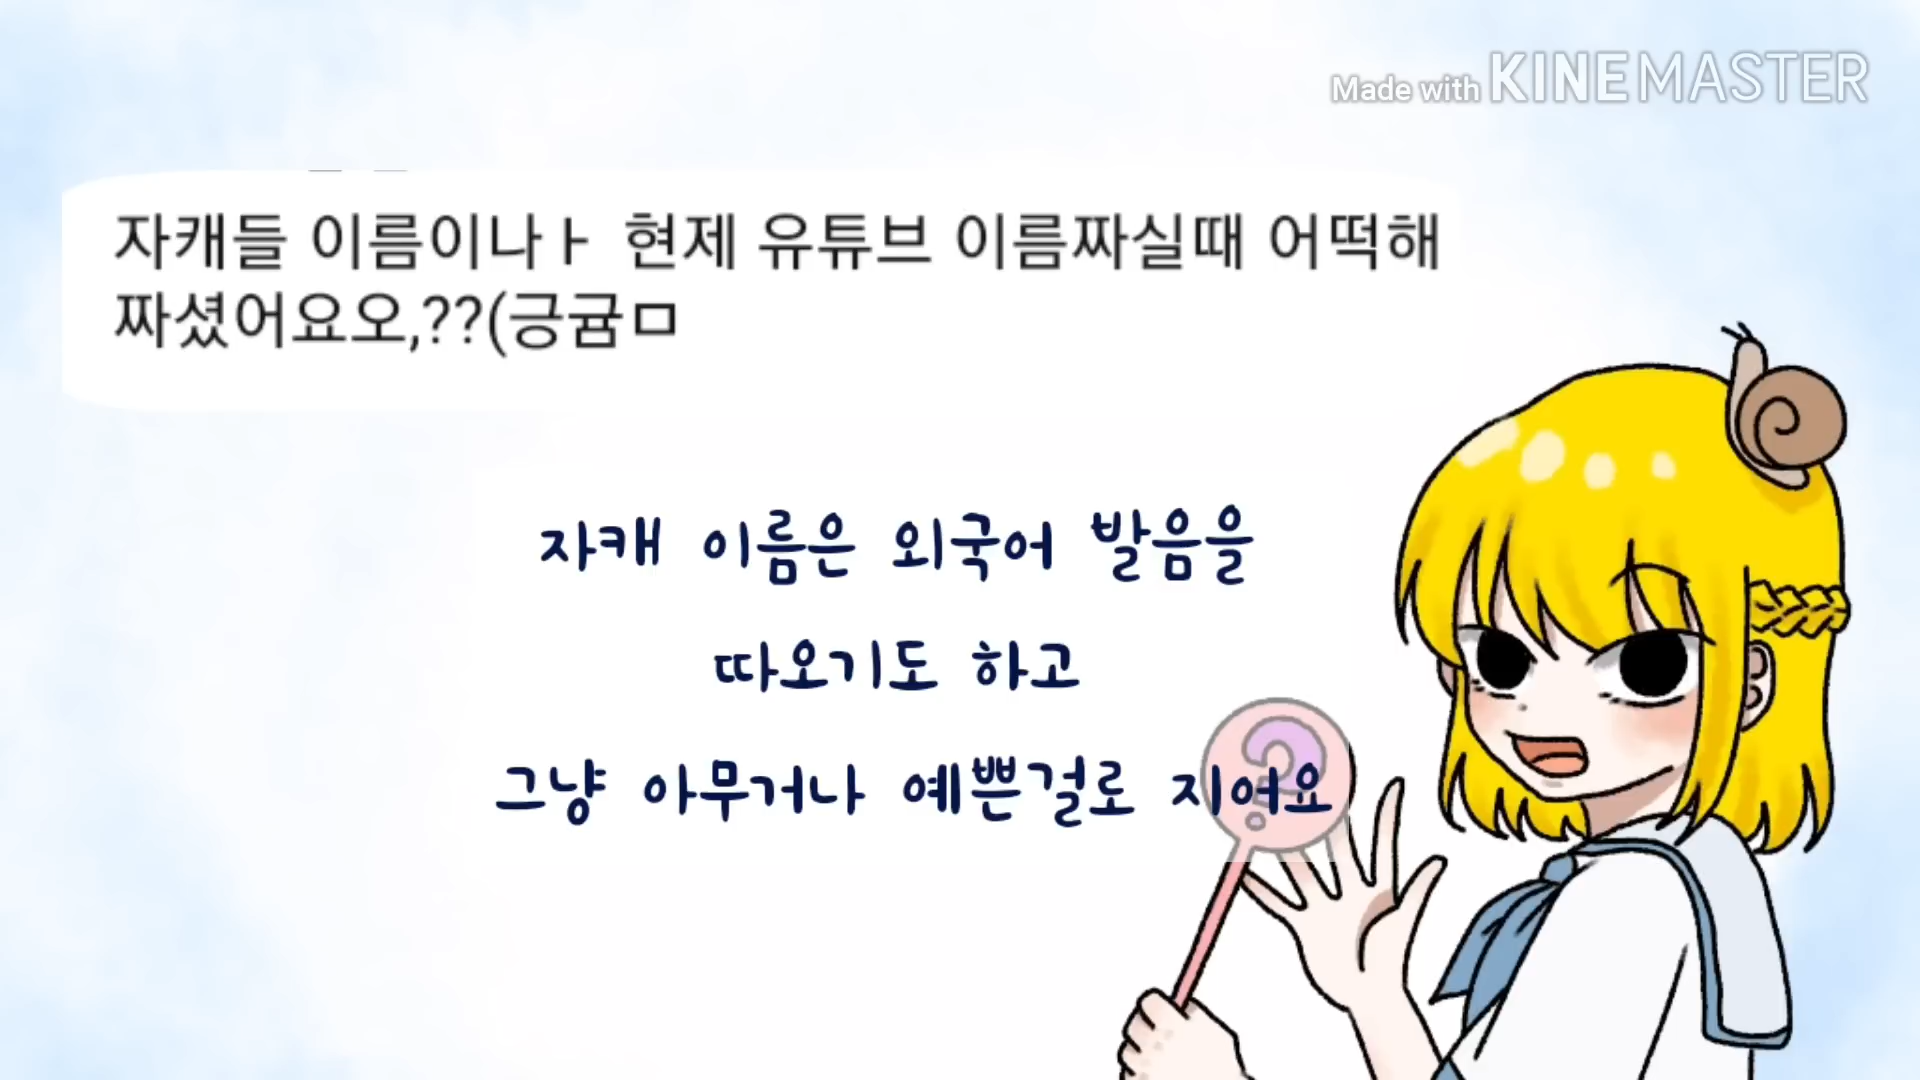 Made with KINEMASTER
자캐들 이름이나ㅏ 현제 유튜브 이름짜실때 어떡해
짜셨어요오,??(긍귬ㅁ
자캐 이름은 외국어 발음을
따오기도 하고
그냥 아무거나 예쁜걸로 지어요